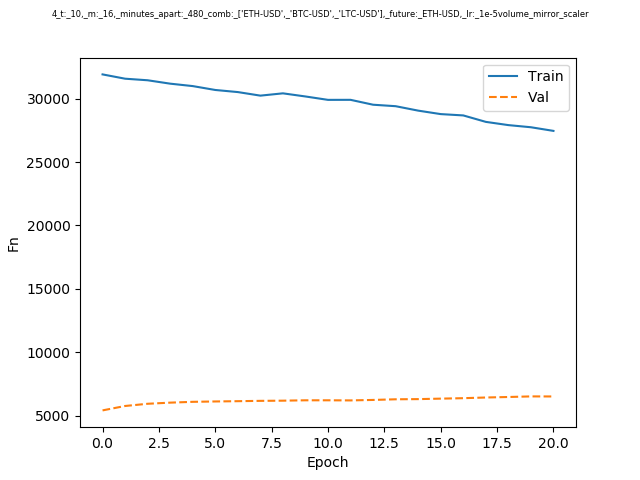 4_t:_10,_m:_16,_minutes_apart:_480_comb:_['ETH-USD',_'BTC-USD',_'LTC-USD'],_future:_ETH-USD,_lr:_1e-5volume_mirror_scaler
Train
Val
30000
25000
20000
15000
10000
5000
Fn
0.0 2.5 5.0 7.5 10.0 12.5 15.0 17.5 20.0
Epoch